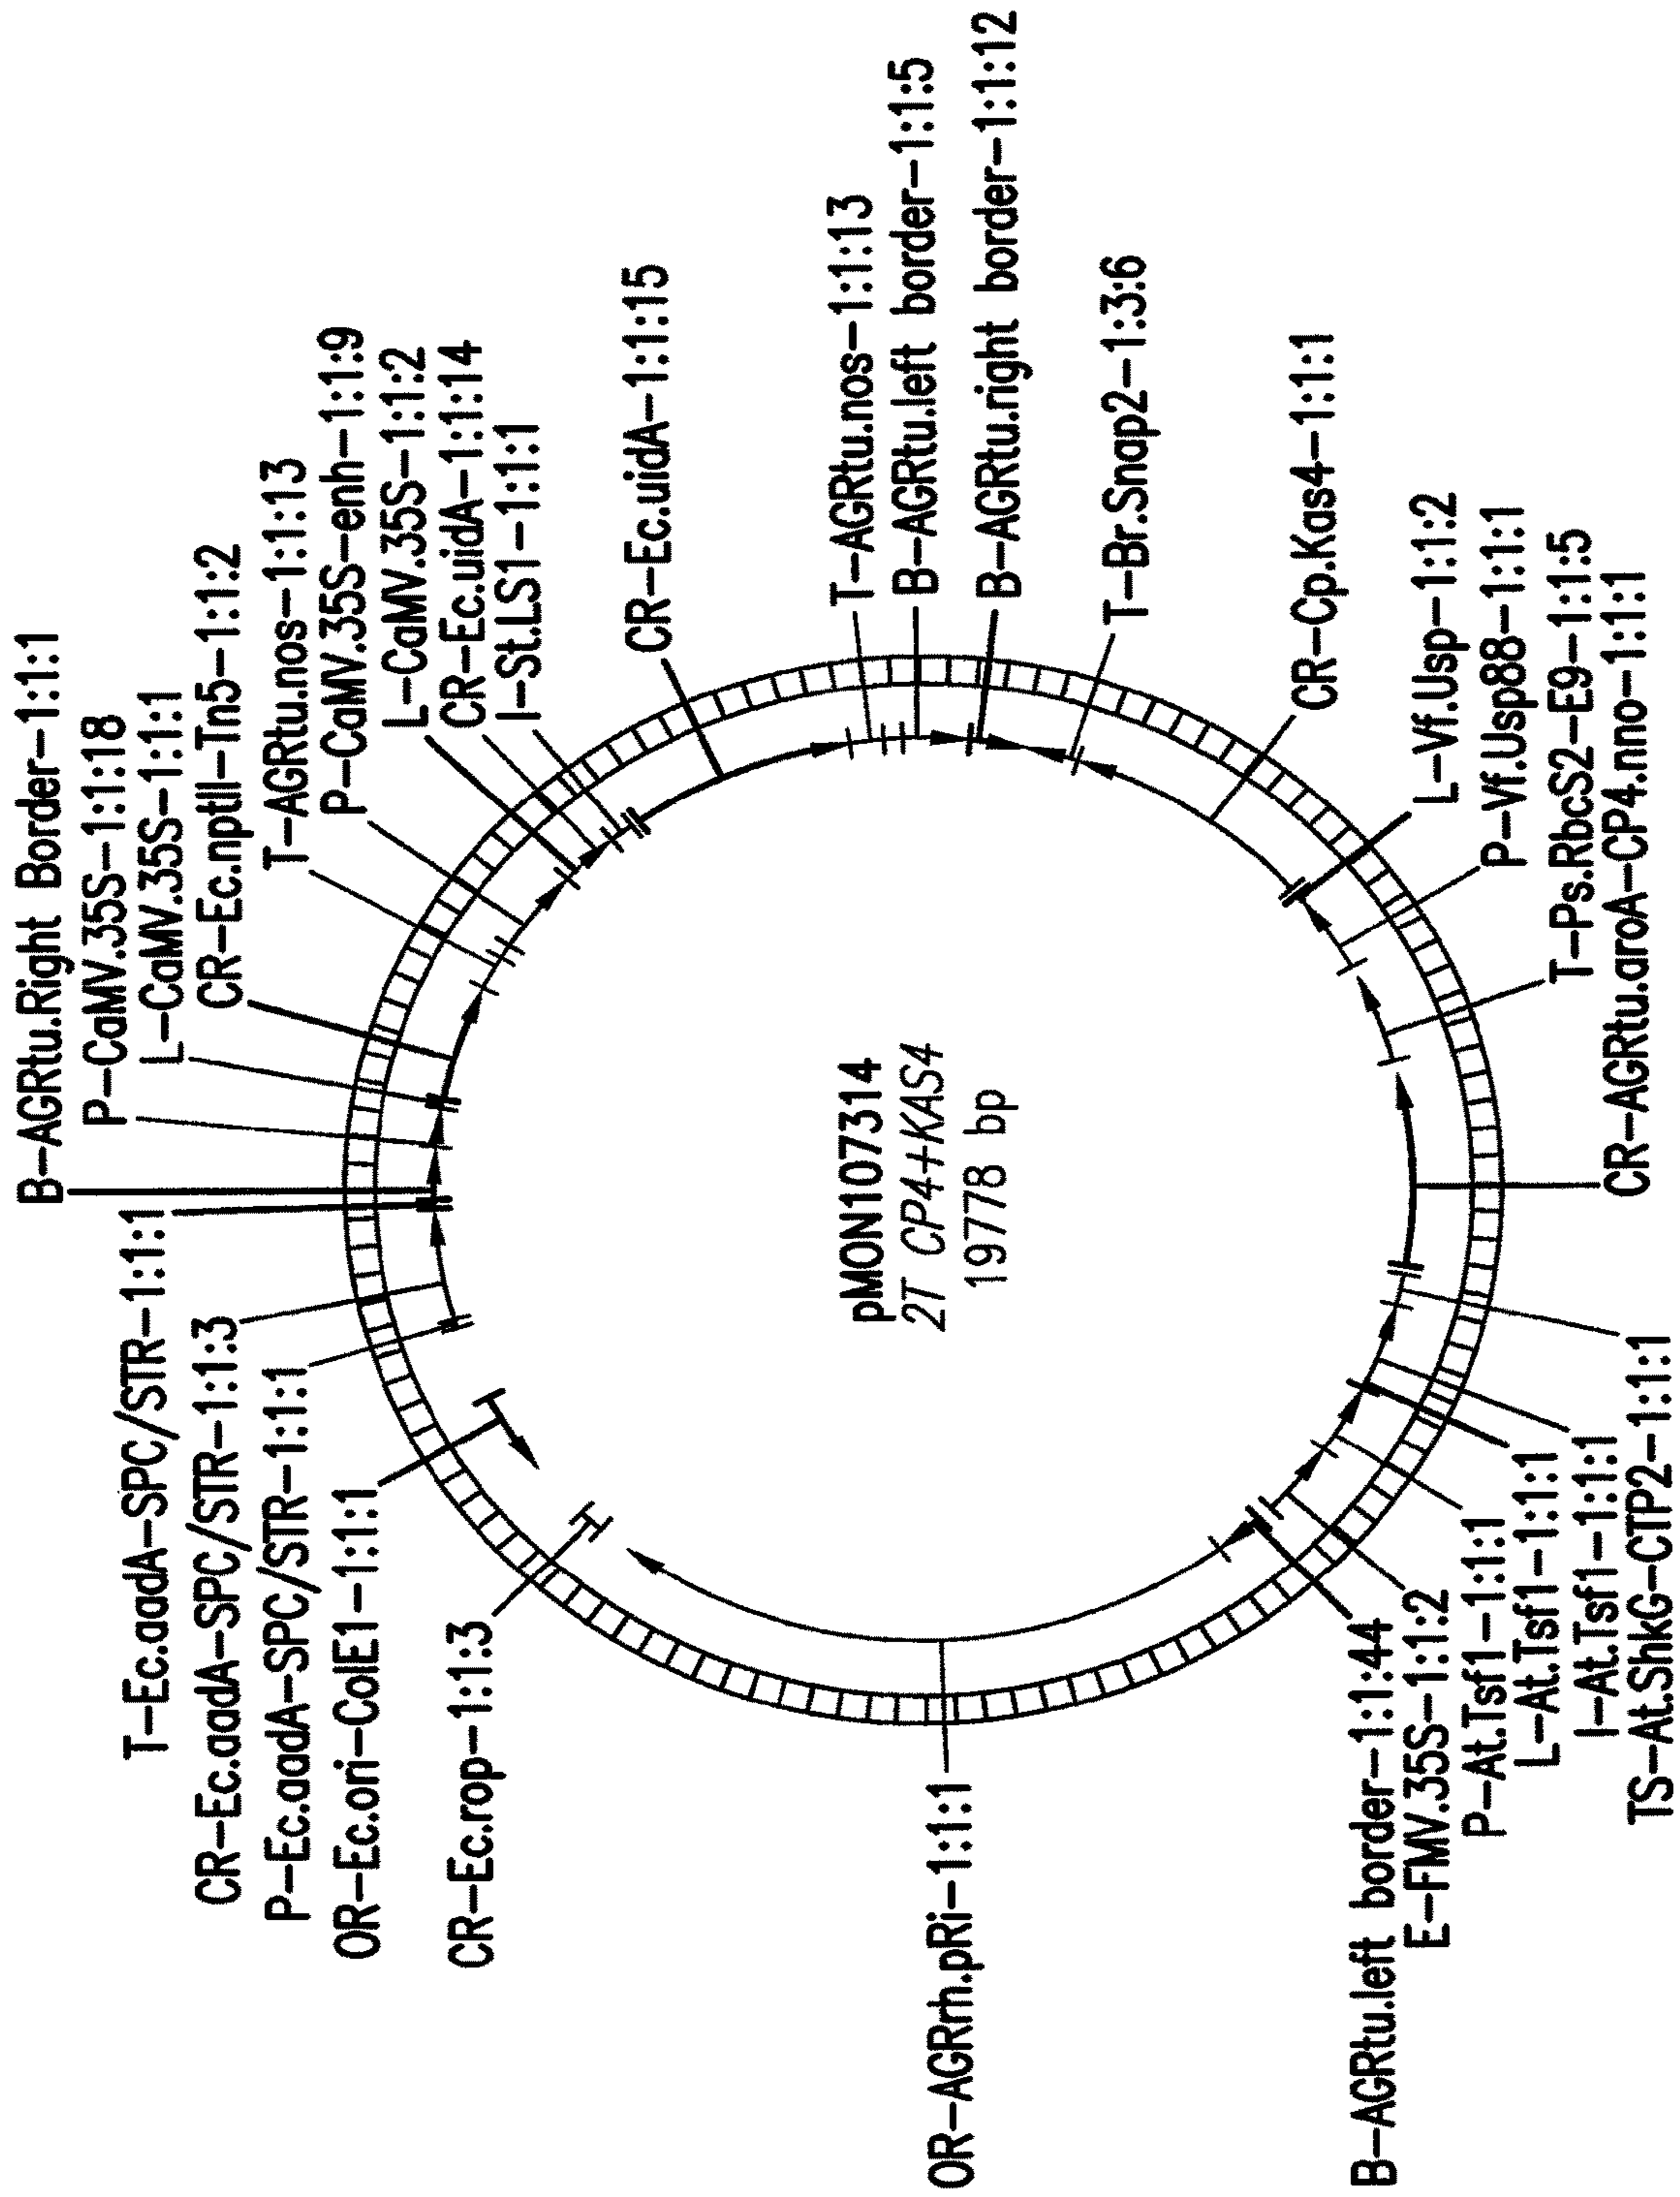 B–AGRtu.Right Border–1:1:1
P–CaMV.35S–1:1:18
L–CaMV.35S–1:1:1
CR–Ec.nptII–Tn5–1:1:2
T–AGRtu.nos–1:1:13
P–CaMV.35S–enh–1:1:9
L–CaMV.35S–1:1:2
CR–Ec.uidA–1:1:14
I–St.LS1–1:1:1
CR–Ec.uidA–1:1:15
T–AGRtu.nos–1:1:13
B–AGRtu.left border–1:1:5
B–AGRtu.right border–1:1:12
T–Br.Snap2–1:3:6
CR–Cp.Kas4–1:1:1
L–Vf.Usp–1:1:2
P–Vf.Usp88–1:1:1
T–Ps.RbcS2–E9–1:1:5
CR–AGRtu.aroA–CP4.nno–1:1:1
pMON107314
2T CP4+KAS4
19778 bp
T–Ec.aadA–SPC/STR–1:1:1
CR–Ec.aadA–SPC/STR–1:1:3
P–Ec.aadA–SPC/STR–1:1:1
OR–Ec.ori–ColE1–1:1:1
CR–Ec.rop–1:1:3
OR–AGRrh.pRi–1:1:1
B–AGRtu.left border–1:1:44
E–FMV.35S–1:1:2
P–At.Tsf1–1:1:1
L–At.Tsf1–1:1:1
I–At.Tsf1–1:1:1
TS–At.ShkG–CTP2–1:1:1